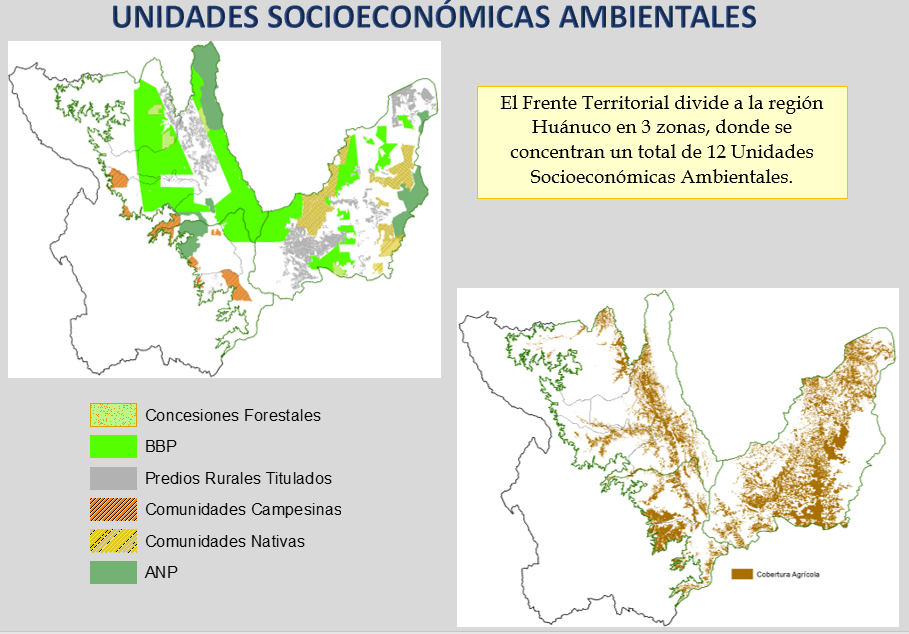 UNIDADES SOCIOECONÓMICAS AMBIENTALES
El Frente Territorial divide a la región
Huánuco en 3 zonas, donde se
concentran un total de 12 Unidades
Socioeconómicas Ambientales.
Concesiones Forestales
BBP
Predios Rurales Titulados
Comunidades Campesinas
Comunidades Nativas
ANP
Cobertura Agrícola